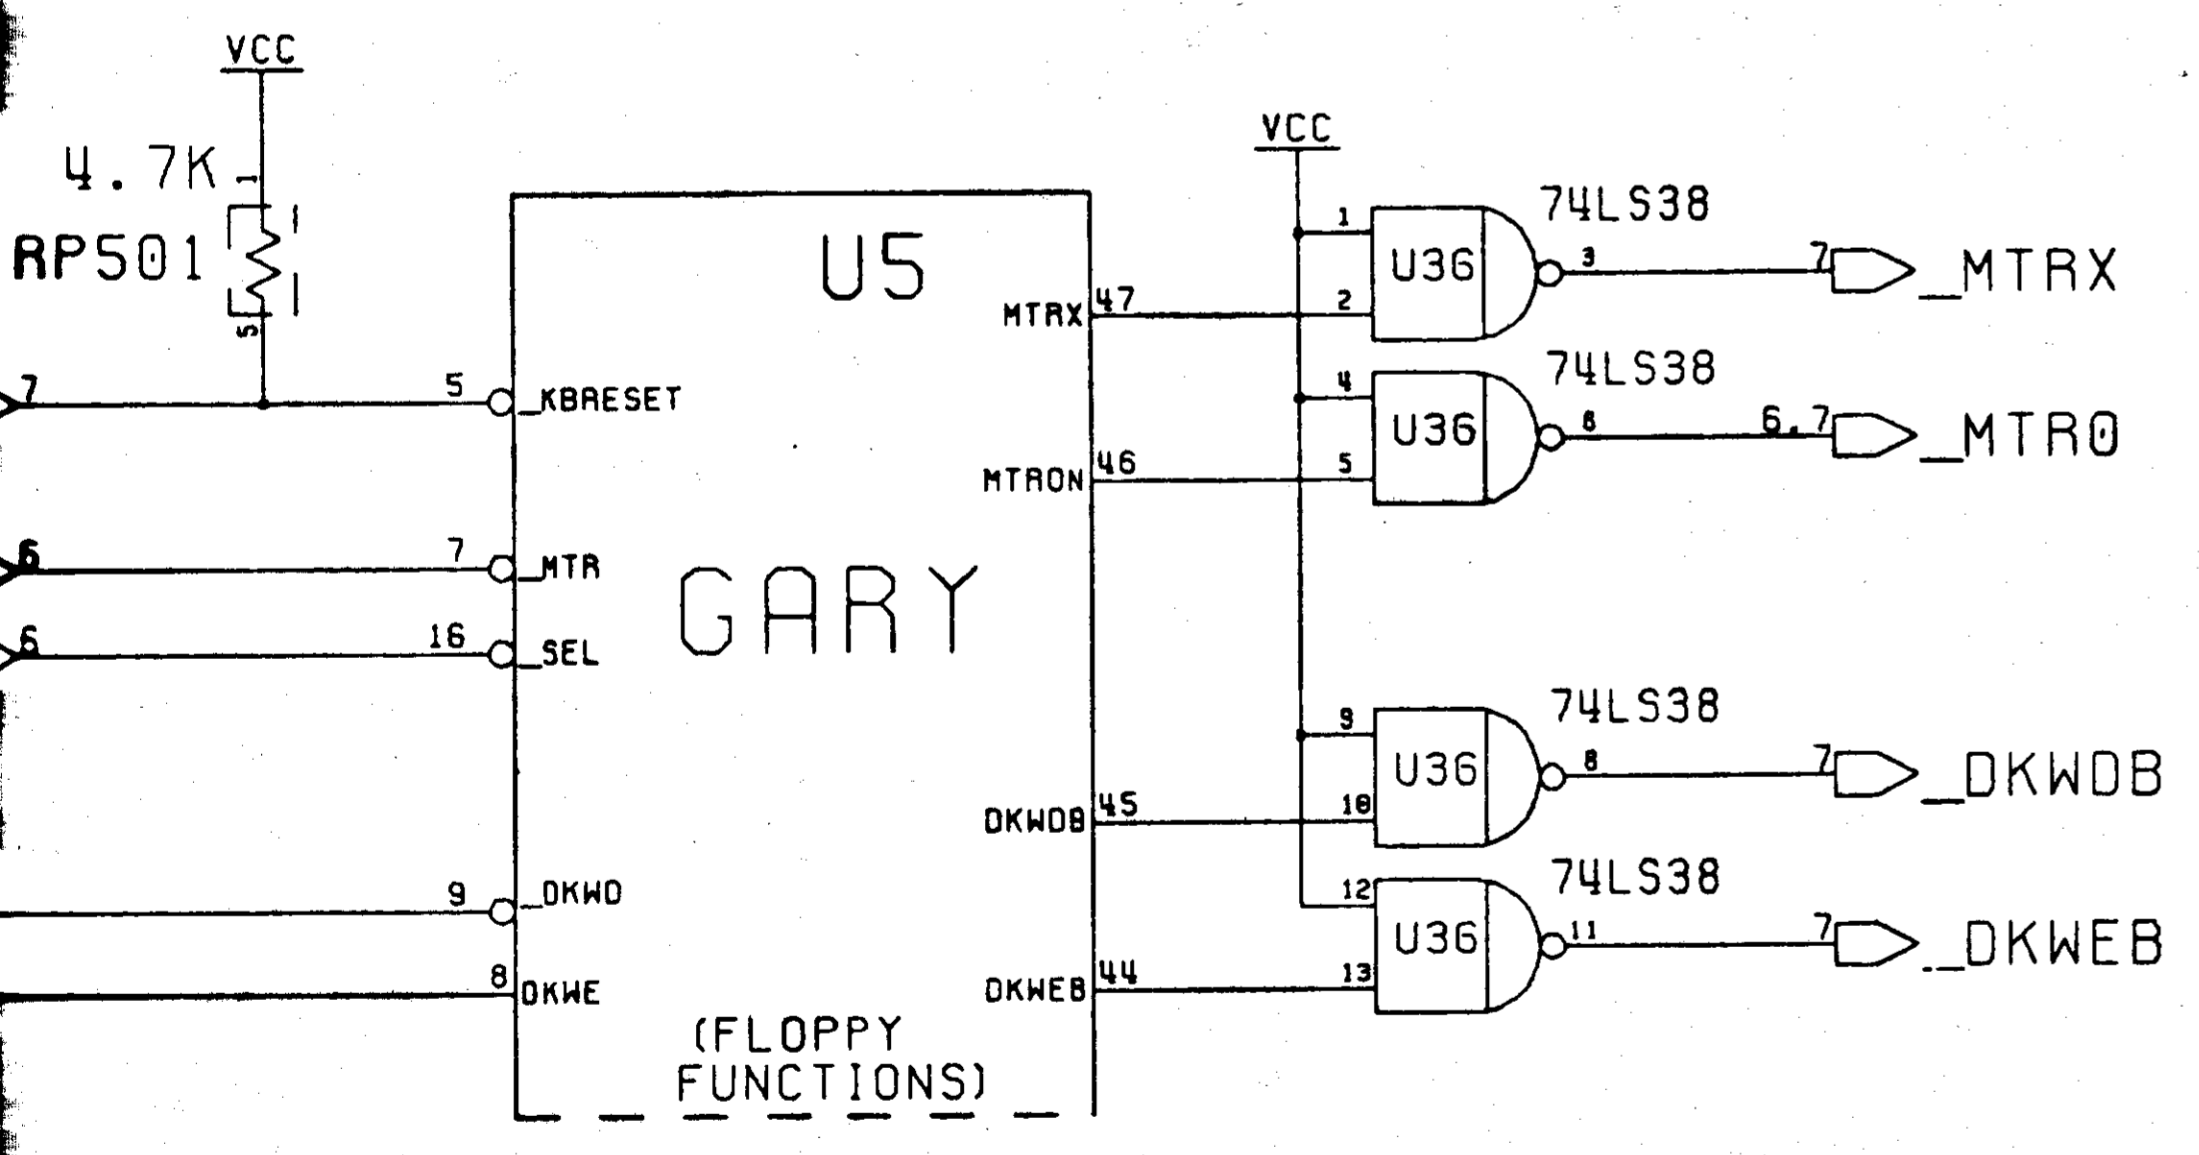 VCC
4.7K
1
RP501
5
7
5
_KBRESET
6
7
_MTR
6
16
_SEL
9
_DKWD
8
DKWE
U5
GARY
(FLOPPY
FUNCTIONS)
MTRX
47
MTRON
46
DKWDB
45
DKWEB
44
VCC
74LS38
1
2
U36
3
7
_MTRX
74LS38
4
5
U36
6
6.7
_MTR0
74LS38
9
10
U36
8
7
_DKWDB
74LS38
12
13
U36
11
7
_DKWEB